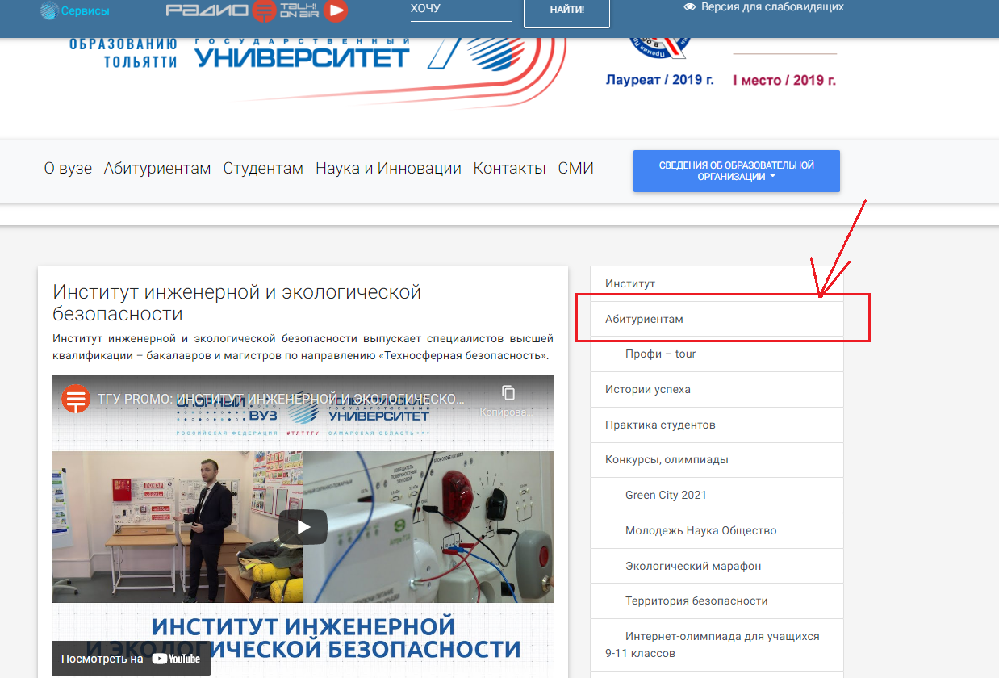 Сервисы
РАДИО
TALK!
ON AIR
ХОЧУ
НАЙТИ!
Версия для слабовидящих
ОБРАЗОВАНИЮ
ТОЛЬЯТТИ
ГОСУДАРСТВЕННЫЙ
УНИВЕРСИТЕТ
Лауреат / 2019 г.
I место / 2019 г.
О вузе Абитуриентам Студентам Наука и Инновации Контакты СМИ
СВЕДЕНИЯ ОБ ОБРАЗОВАТЕЛЬНОЙ
ОРГАНИЗАЦИИ
Институт инженерной и экологической
безопасности
Институт инженерной и экологической безопасности выпускает специалистов высшей
квалификации – бакалавров и магистров по направлению «Техносферная безопасность».
ТГУ PROMO: ИНСТИТУТ ИНЖЕНЕРНОЙ И ЭКОЛОГИЧЕСКО...
Копирова...
ОПОРНЫЙ
ВУЗ
УНИВЕРСИТЕТ
РОССИЙСКАЯ ФЕДЕРАЦИЯ #ТЛТТГУ САМАРСКАЯ ОБЛАСТЬ
ИНСТИТУТ ИНЖЕНЕРНОЙ
И ЭКОЛОГИЧЕСКОЙ БЕЗОПАСНОСТИ
Посмотреть на YouTube
Институт
Абитуриентам
Профи – tour
Истории успеха
Практика студентов
Конкурсы, олимпиады
Green City 2021
Молодежь Наука Общество
Экологический марафон
Территория безопасности
Интернет-олимпиада для учащихся
9-11 классов